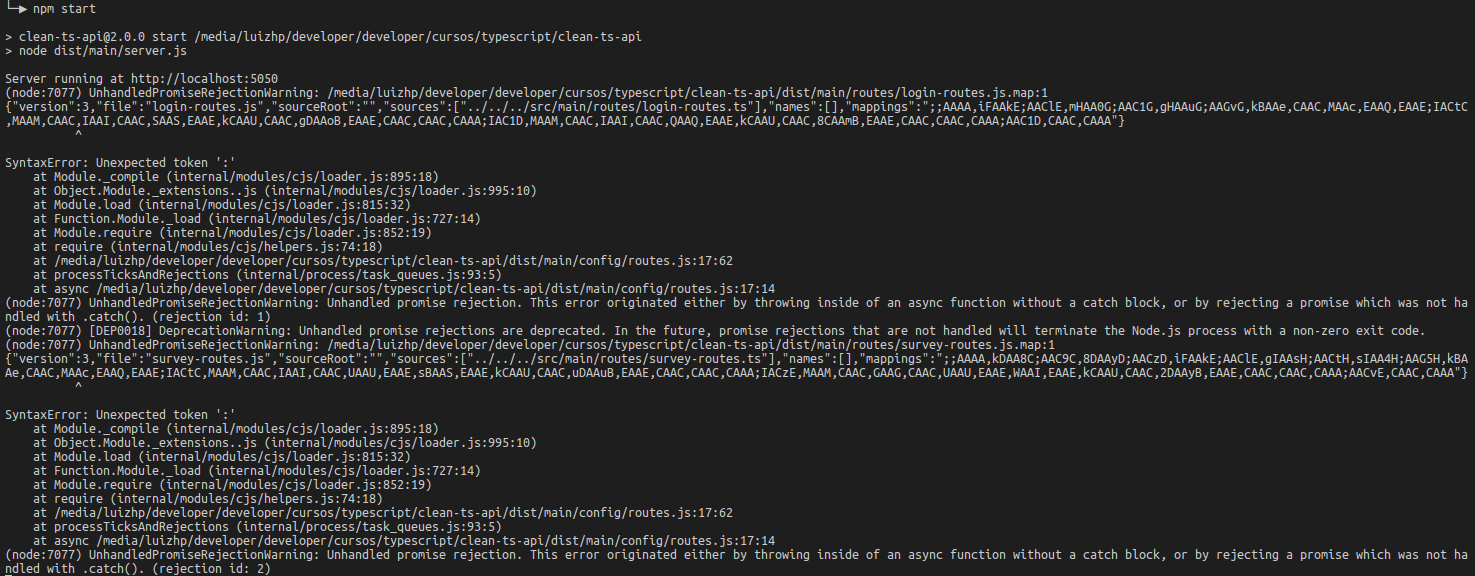 └─▶ npm start
> clean-ts-api@2.0.0 start /media/luizhp/developer/developer/cursos/typescript/clean-ts-api
> node dist/main/server.js
Server running at http://localhost:5050
(node:7077) UnhandledPromiseRejectionWarning: /media/luizhp/developer/developer/cursos/typescript/clean-ts-api/dist/main/routes/login-routes.js.map:1
{"version":3,"file":"login-routes.js","sourceRoot":"","sources":["../../../src/main/routes/login-routes.ts"],"names":[],"mappings":";;AAAA,iFAAkE;AAClE,mHAA0G;AAC1G,gHAAuG;AAGvG,kBAAe,CAAC,MAAc,EAAQ,EAAE;IACtC
,MAAM,CAAC,IAAI,CAAC,SAAS,EAAE,kCAAU,CAAC,gDAAoB,EAAE,CAAC,CAAC,CAAA;IAC1D,MAAM,CAAC,IAAI,CAAC,QAAQ,EAAE,kCAAU,CAAC,8CAAmB,EAAE,CAAC,CAAC,CAAA;AAC1D,CAAC,CAAA"}
^
SyntaxError: Unexpected token ':'
at Module._compile (internal/modules/cjs/loader.js:895:18)
at Object.Module._extensions..js (internal/modules/cjs/loader.js:995:10)
at Module.load (internal/modules/cjs/loader.js:815:32)
at Function.Module._load (internal/modules/cjs/loader.js:727:14)
at Module.require (internal/modules/cjs/loader.js:852:19)
at require (internal/modules/cjs/helpers.js:74:18)
at /media/luizhp/developer/developer/cursos/typescript/clean-ts-api/dist/main/config/routes.js:17:62
at processTicksAndRejections (internal/process/task_queues.js:93:5)
at async /media/luizhp/developer/developer/cursos/typescript/clean-ts-api/dist/main/config/routes.js:17:14
(node:7077) UnhandledPromiseRejectionWarning: Unhandled promise rejection. This error originated either by throwing inside of an async function without a catch block, or by rejecting a promise which was not ha
ndled with .catch(). (rejection id: 1)
(node:7077) [DEP0018] DeprecationWarning: Unhandled promise rejections are deprecated. In the future, promise rejections that are not handled will terminate the Node.js process with a non-zero exit code.
(node:7077) UnhandledPromiseRejectionWarning: /media/luizhp/developer/developer/cursos/typescript/clean-ts-api/dist/main/routes/survey-routes.js.map:1
{"version":3,"file":"survey-routes.js","sourceRoot":"","sources":["../../../src/main/routes/survey-routes.ts"],"names":[],"mappings":";;AAAA,kDAA8C;AAC9C,8DAAyD;AACzD,iFAAkE;AAClE,gIAAsH;AACtH,sIAA4H;AAG5H,kBA
Ae,CAAC,MAAc,EAAQ,EAAE;IACtC,MAAM,CAAC,IAAI,CAAC,UAAU,EAAE,sBAAS,EAAE,kCAAU,CAAC,uDAAuB,EAAE,CAAC,CAAC,CAAA;IACzE,MAAM,CAAC,GAAG,CAAC,UAAU,EAAE,WAAI,EAAE,kCAAU,CAAC,2DAAyB,EAAE,CAAC,CAAC,CAAA;AACvE,CAAC,CAAA"}
^
SyntaxError: Unexpected token ':'
at Module._compile (internal/modules/cjs/loader.js:895:18)
at Object.Module._extensions..js (internal/modules/cjs/loader.js:995:10)
at Module.load (internal/modules/cjs/loader.js:815:32)
at Function.Module._load (internal/modules/cjs/loader.js:727:14)
at Module.require (internal/modules/cjs/loader.js:852:19)
at require (internal/modules/cjs/helpers.js:74:18)
at /media/luizhp/developer/developer/cursos/typescript/clean-ts-api/dist/main/config/routes.js:17:62
at processTicksAndRejections (internal/process/task_queues.js:93:5)
at async /media/luizhp/developer/developer/cursos/typescript/clean-ts-api/dist/main/config/routes.js:17:14
(node:7077) UnhandledPromiseRejectionWarning: Unhandled promise rejection. This error originated either by throwing inside of an async function without a catch block, or by rejecting a promise which was not ha
ndled with .catch(). (rejection id: 2)